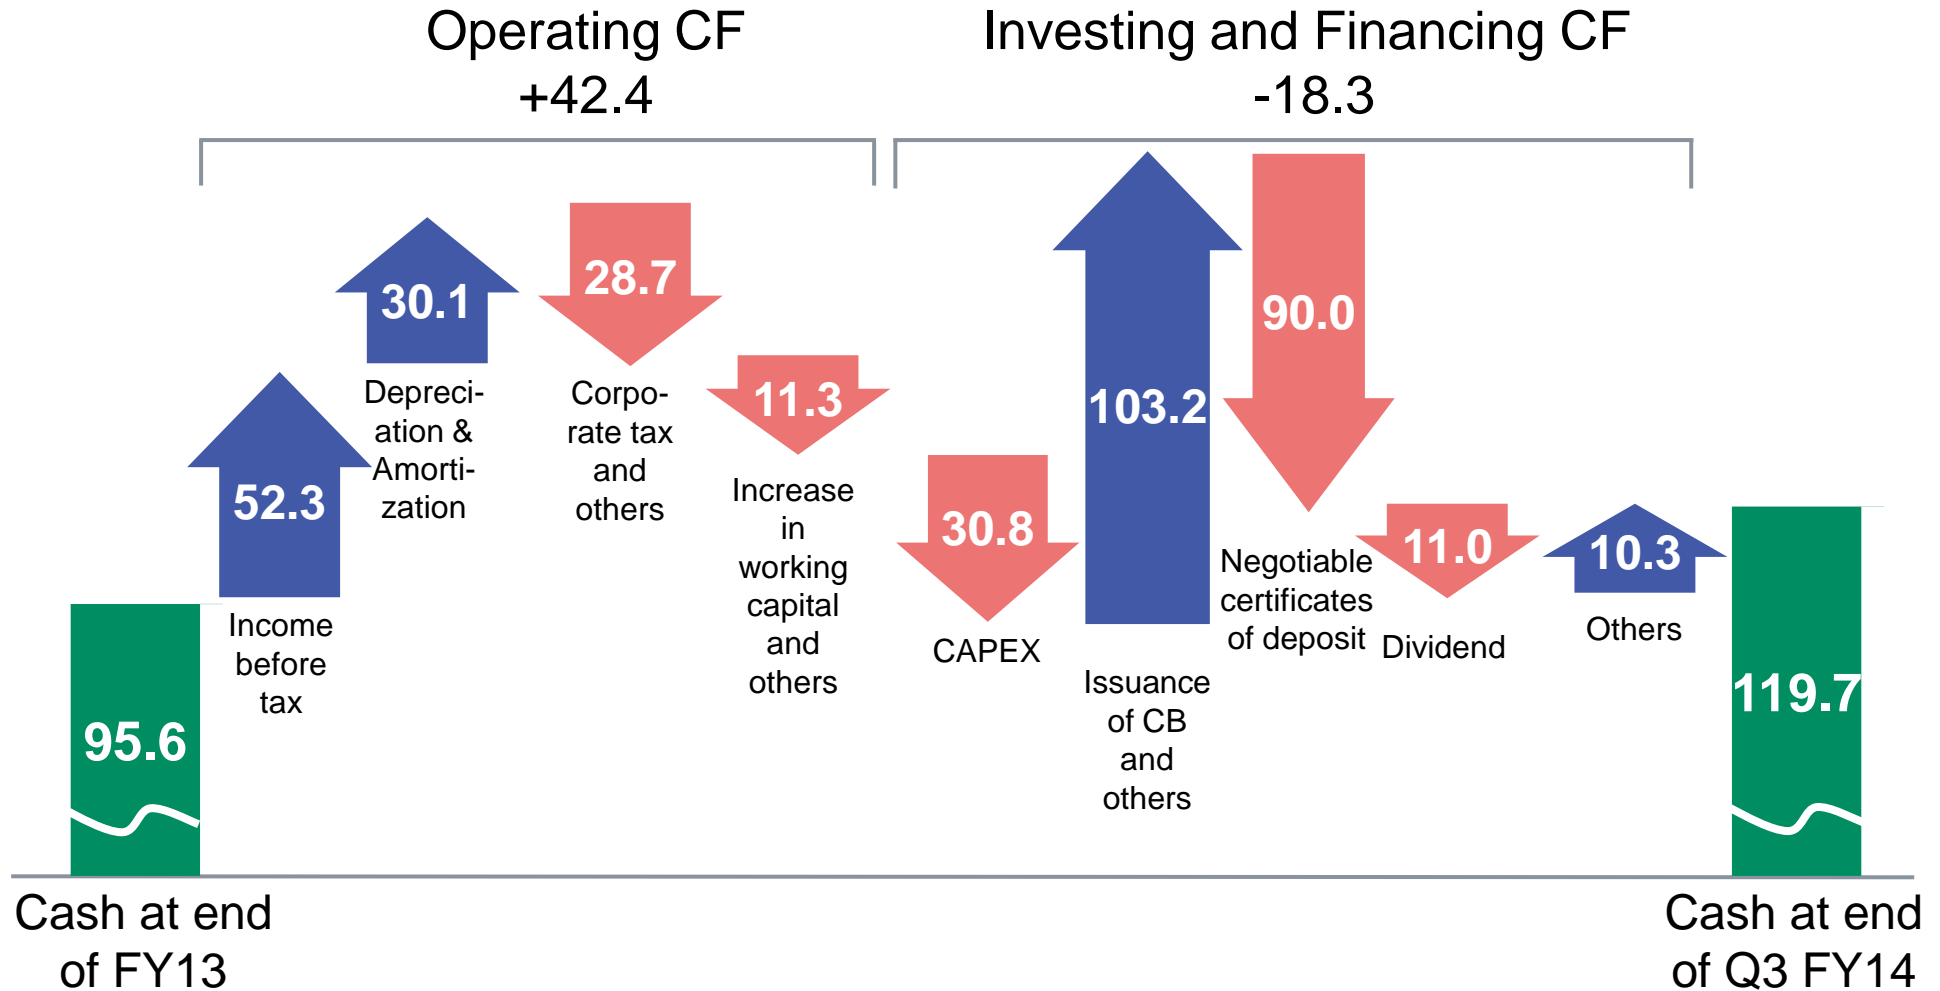 Operating CF
+42.4
Investing and Financing CF
-18.3
95.6
Cash at end
of FY13
52.3
Income
before
tax
30.1
Depreci-
ation &
Amorti-
zation
28.7
Corpo-
rate tax
and
others
11.3
Increase
in
working
capital
and
others
30.8
CAPEX
103.2
Issuance
of CB
and
others
90.0
Negotiable
certificates
of deposit
11.0
Dividend
10.3
Others
119.7
Cash at end
of Q3 FY14